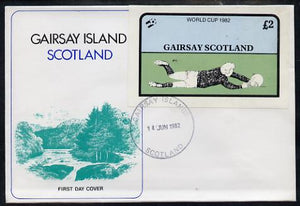 GAIRSAY ISLAND
SCOTLAND
FIRST DAY COVER
WORLD CUP 1982
£2
GAIRSAY SCOTLAND
GAIRSAY ISLAND
14 JUN 1982
SCOTLAND